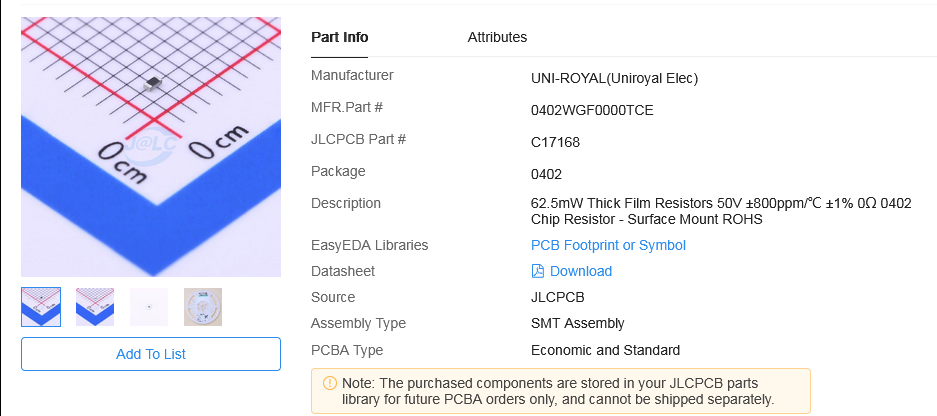 Part Info
Attributes
Manufacturer
UNI-ROYAL(Uniroyal Elec)
MFR.Part #
0402WGF0000TCE
JLCPCB Part #
C17168
Package
0402
Description
62.5mW Thick Film Resistors 50V ±800ppm/℃ ±1% 0Ω 0402
Chip Resistor - Surface Mount ROHS
EasyEDA Libraries
PCB Footprint or Symbol
Datasheet
Download
Source
JLCPCB
Assembly Type
SMT Assembly
PCBA Type
Economic and Standard
Note: The purchased components are stored in your JLCPCB parts
library for future PCBA orders only, and cannot be shipped separately.
J@LC
0cm
0cm
Add To List